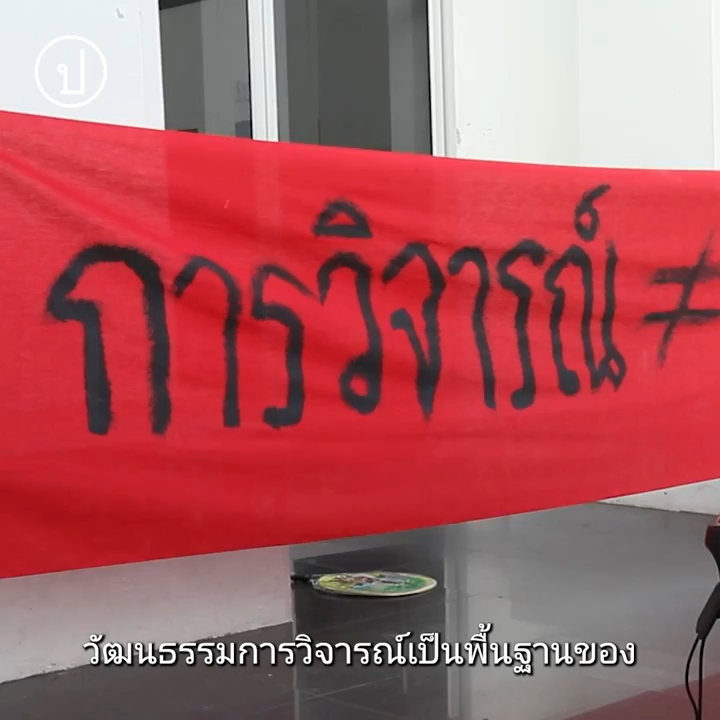 ป
การวิจารณ์ ≠
วัฒนธรรมการวิจารณ์เป็นพื้นฐานของ